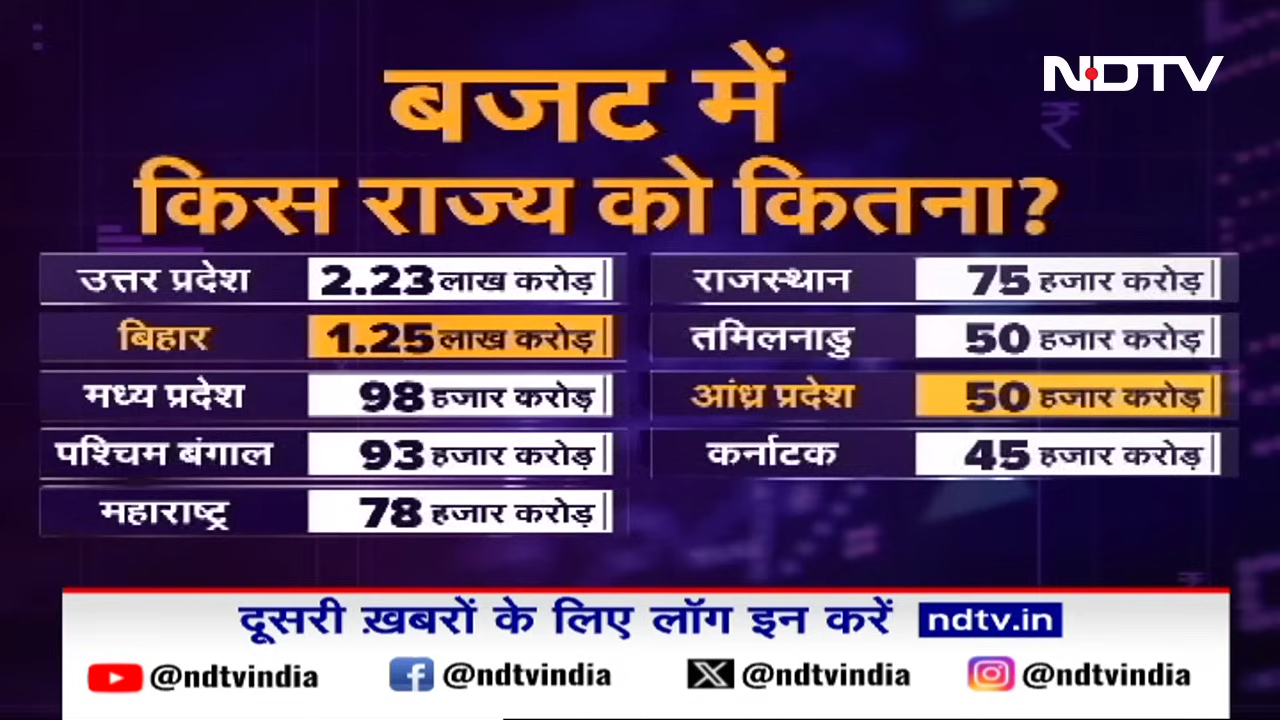 NDTV
बजट में
किस राज्य को कितना?
उत्तर प्रदेश 2.23 लाख करोड़
बिहार 1.25 लाख करोड़
मध्य प्रदेश 98 हजार करोड़
पश्चिम बंगाल 93 हजार करोड़
महाराष्ट्र 78 हजार करोड़
राजस्थान 75 हजार करोड़
तमिलनाडु 50 हजार करोड़
आंध्र प्रदेश 50 हजार करोड़
कर्नाटक 45 हजार करोड़
दूसरी ख़बरों के लिए लॉग इन करें ndtv.in
@ndtvindia @ndtvindia @ndtvindia @ndtvindia